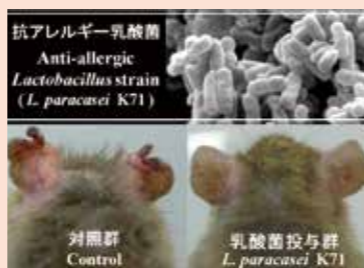 抗アレルギー乳酸菌
Anti-allergic
Lactobacillus strain
(L. paracasei K71)
対照群
Control
乳酸菌投与群
L. paracasei K71